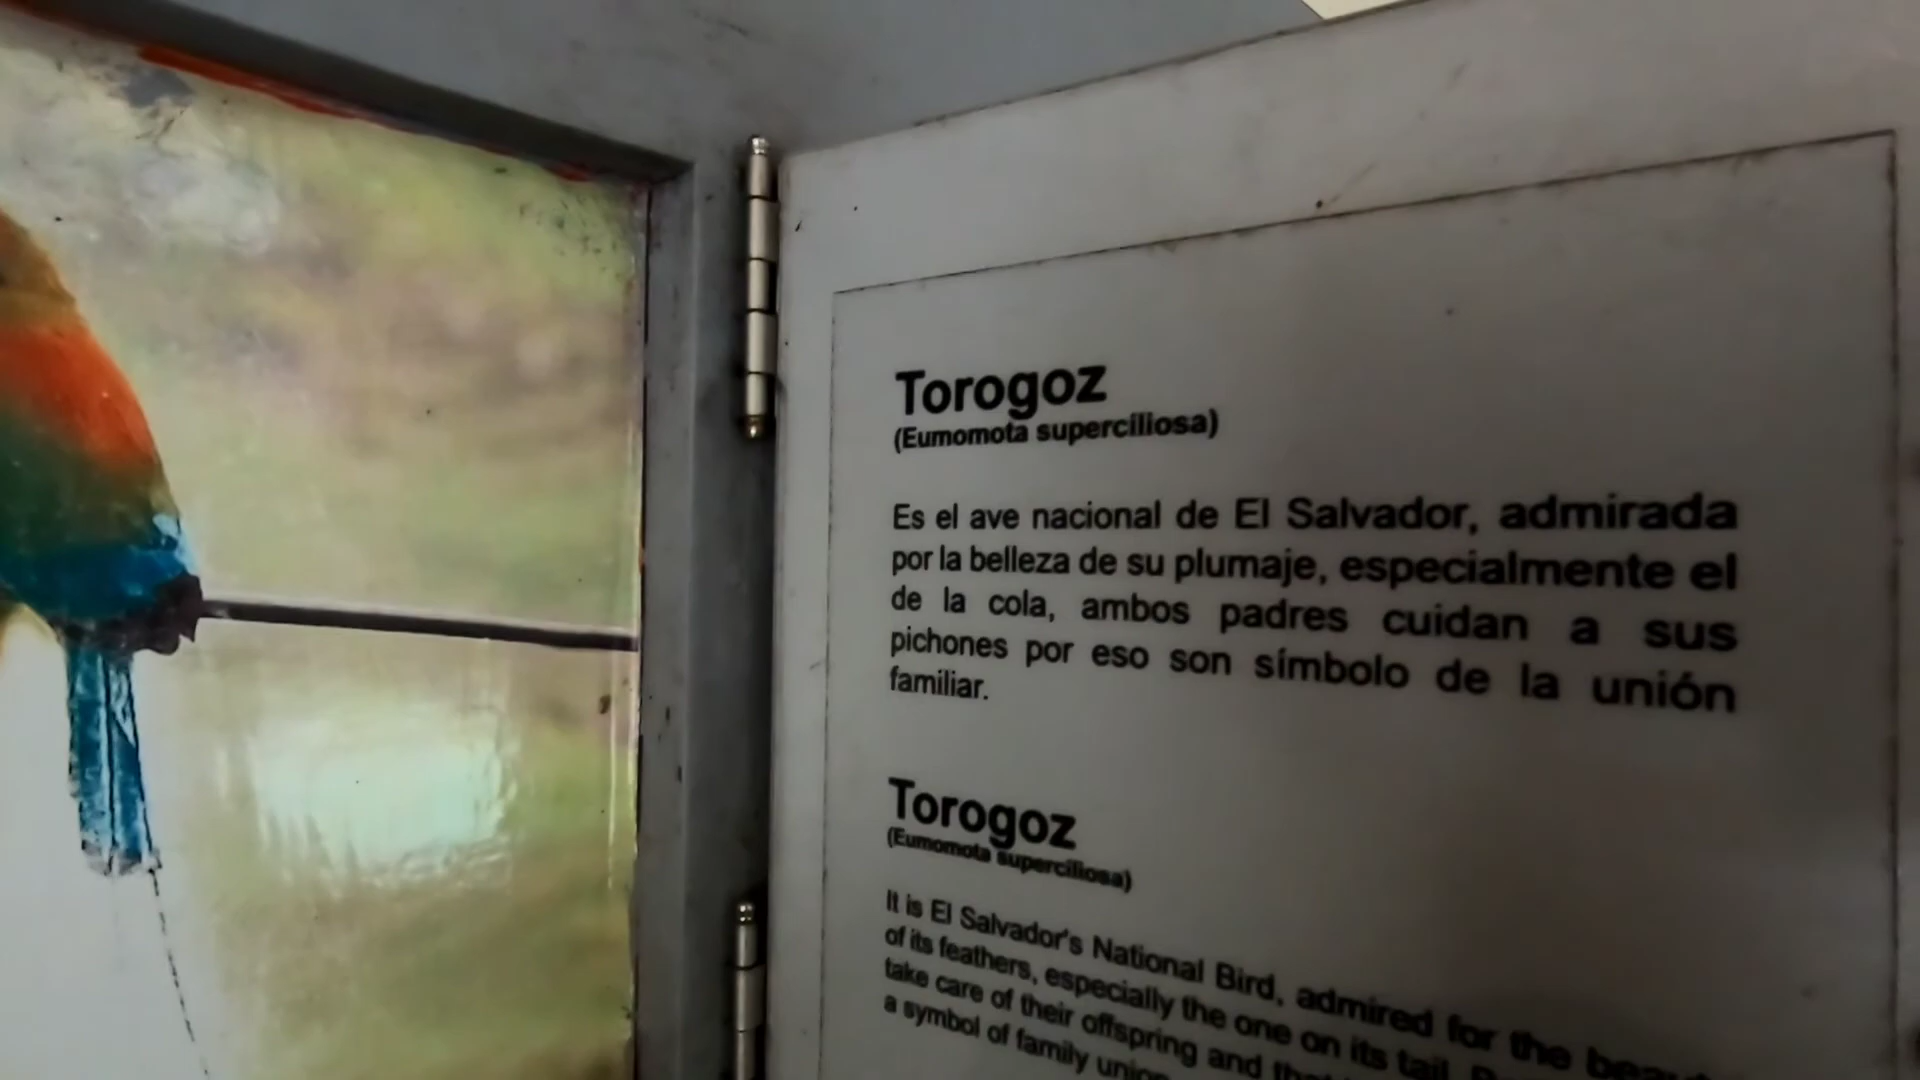 Torogoz
(Eumomota superciliosa)
Es el ave nacional de El Salvador, admirada
por la belleza de su plumaje, especialmente el
de la cola, ambos padres cuidan a sus
pichones por eso son símbolo de la unión
familiar.
Torogoz
(Eumomota superciliosa)
It is El Salvador's National Bird, admired for the
of its feathers, especially the one on its tail.
take care of their offspring and
a symbol of family